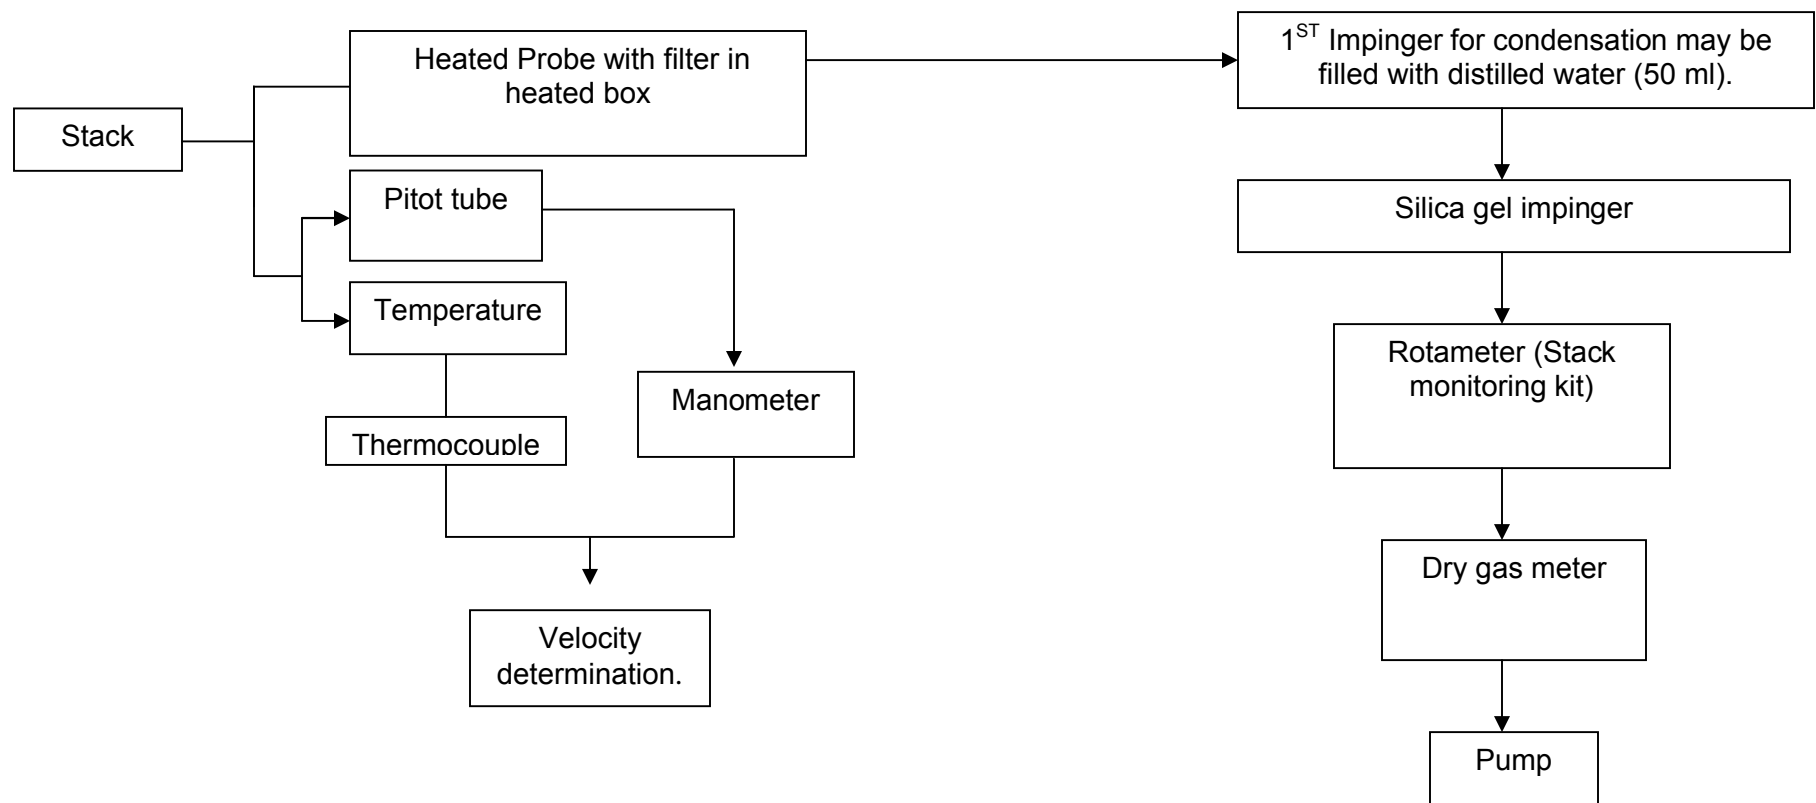 Stack
Heated Probe with filter in
heated box
Pitot tube
Temperature
Thermocouple
Manometer
Velocity
determination.
1ST Impinger for condensation may be
filled with distilled water (50 ml).
Silica gel impinger
Rotameter (Stack
monitoring kit)
Dry gas meter
Pump